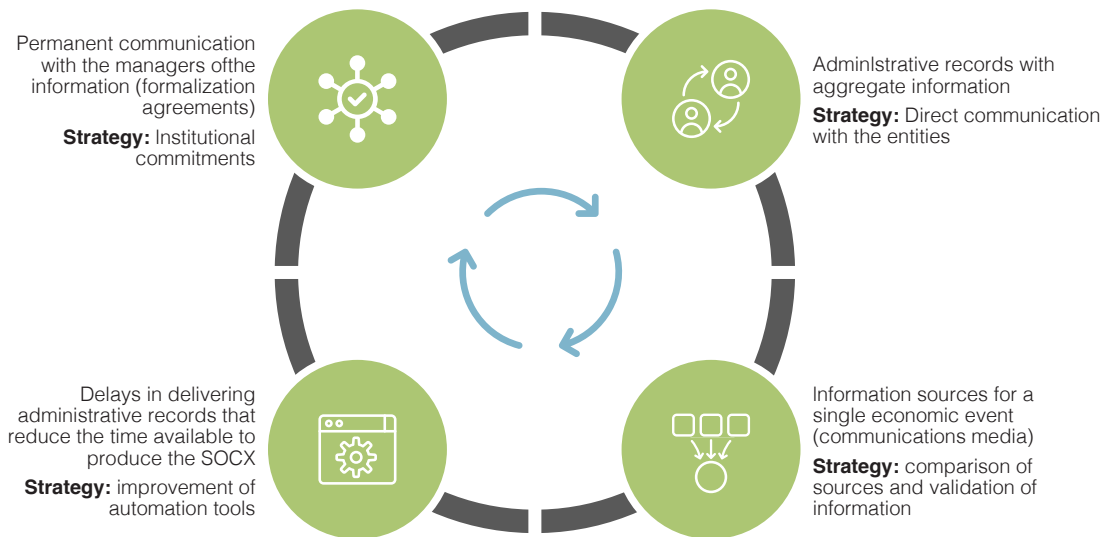 Permanent communication
with the managers ofthe
information (formalization
agreements)
Strategy: Institutional
commitments
AdminIstrative records with
aggregate information
Strategy: Direct communication
with the entities
Delays in delivering
administrative records that
reduce the time available to
produce the SOCX
Strategy: improvement of
automation tools
Information sources for a
single economic event
(communications media)
Strategy: comparison of
sources and validation of
information